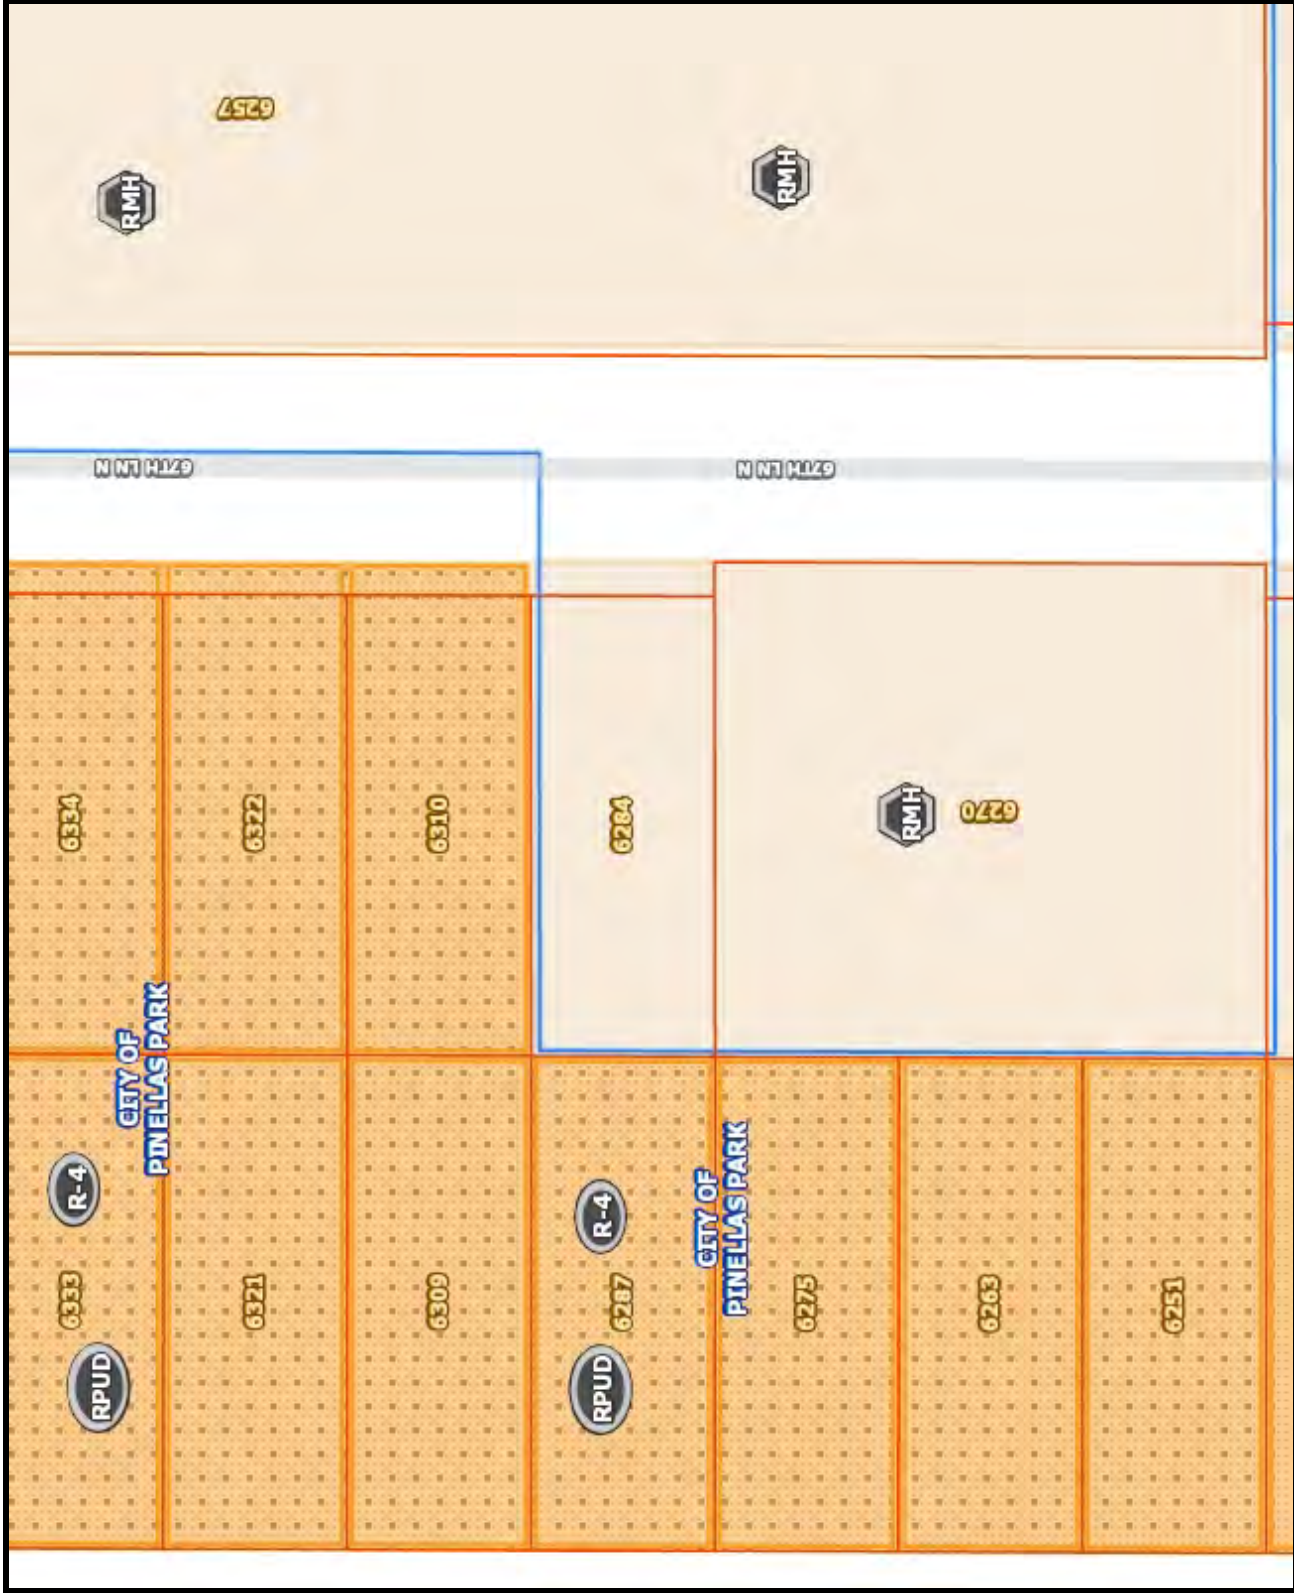 6257
RMH
RMH
67TH LN N
67TH LN N
6334
6322
6310
6284
RMH
6270
CITY OF
PINELLAS PARK
R-4
6333
RPUD
6321
6309
R-4
6287
RPUD
CITY OF
PINELLAS PARK
6275
6263
6251